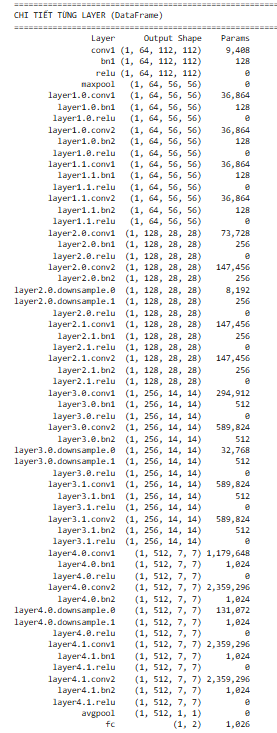 ================================================
CHI TIẾT TỪNG LAYER (DataFrame)
================================================
Layer Output Shape Params
conv1 (1, 64, 112, 112) 9,408
bn1 (1, 64, 112, 112) 128
relu (1, 64, 112, 112) 0
maxpool (1, 64, 56, 56) 0
layer1.0.conv1 (1, 64, 56, 56) 36,864
layer1.0.bn1 (1, 64, 56, 56) 128
layer1.0.relu (1, 64, 56, 56) 0
layer1.0.conv2 (1, 64, 56, 56) 36,864
layer1.0.bn2 (1, 64, 56, 56) 128
layer1.0.relu (1, 64, 56, 56) 0
layer1.1.conv1 (1, 64, 56, 56) 36,864
layer1.1.bn1 (1, 64, 56, 56) 128
layer1.1.relu (1, 64, 56, 56) 0
layer1.1.conv2 (1, 64, 56, 56) 36,864
layer1.1.bn2 (1, 64, 56, 56) 128
layer1.1.relu (1, 64, 56, 56) 0
layer2.0.conv1 (1, 128, 28, 28) 73,728
layer2.0.bn1 (1, 128, 28, 28) 256
layer2.0.relu (1, 128, 28, 28) 0
layer2.0.conv2 (1, 128, 28, 28) 147,456
layer2.0.bn2 (1, 128, 28, 28) 256
layer2.0.downsample.0 (1, 128, 28, 28) 8,192
layer2.0.downsample.1 (1, 128, 28, 28) 256
layer2.0.relu (1, 128, 28, 28) 0
layer2.1.conv1 (1, 128, 28, 28) 147,456
layer2.1.bn1 (1, 128, 28, 28) 256
layer2.1.relu (1, 128, 28, 28) 0
layer2.1.conv2 (1, 128, 28, 28) 147,456
layer2.1.bn2 (1, 128, 28, 28) 256
layer2.1.relu (1, 128, 28, 28) 0
layer3.0.conv1 (1, 256, 14, 14) 294,912
layer3.0.bn1 (1, 256, 14, 14) 512
layer3.0.relu (1, 256, 14, 14) 0
layer3.0.conv2 (1, 256, 14, 14) 589,824
layer3.0.bn2 (1, 256, 14, 14) 512
layer3.0.downsample.0 (1, 256, 14, 14) 32,768
layer3.0.downsample.1 (1, 256, 14, 14) 512
layer3.0.relu (1, 256, 14, 14) 0
layer3.1.conv1 (1, 256, 14, 14) 589,824
layer3.1.bn1 (1, 256, 14, 14) 512
layer3.1.relu (1, 256, 14, 14) 0
layer3.1.conv2 (1, 256, 14, 14) 589,824
layer3.1.bn2 (1, 256, 14, 14) 512
layer3.1.relu (1, 256, 14, 14) 0
layer4.0.conv1 (1, 512, 7, 7) 1,179,648
layer4.0.bn1 (1, 512, 7, 7) 1,024
layer4.0.relu (1, 512, 7, 7) 0
layer4.0.conv2 (1, 512, 7, 7) 2,359,296
layer4.0.bn2 (1, 512, 7, 7) 1,024
layer4.0.downsample.0 (1, 512, 7, 7) 131,072
layer4.0.downsample.1 (1, 512, 7, 7) 1,024
layer4.0.relu (1, 512, 7, 7) 0
layer4.1.conv1 (1, 512, 7, 7) 2,359,296
layer4.1.bn1 (1, 512, 7, 7) 1,024
layer4.1.relu (1, 512, 7, 7) 0
layer4.1.conv2 (1, 512, 7, 7) 2,359,296
layer4.1.bn2 (1, 512, 7, 7) 1,024
layer4.1.relu (1, 512, 7, 7) 0
avgpool (1, 512, 1, 1) 0
fc (1, 2) 1,026